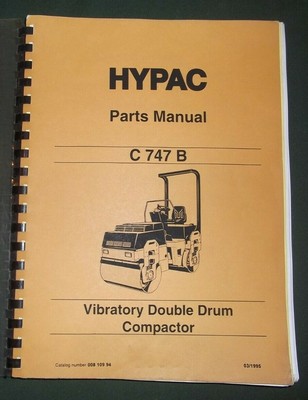 HYPAC
Parts Manual
C 747 B
Vibratory Double Drum
Compactor
Catalog number 008 109 94
03/1995